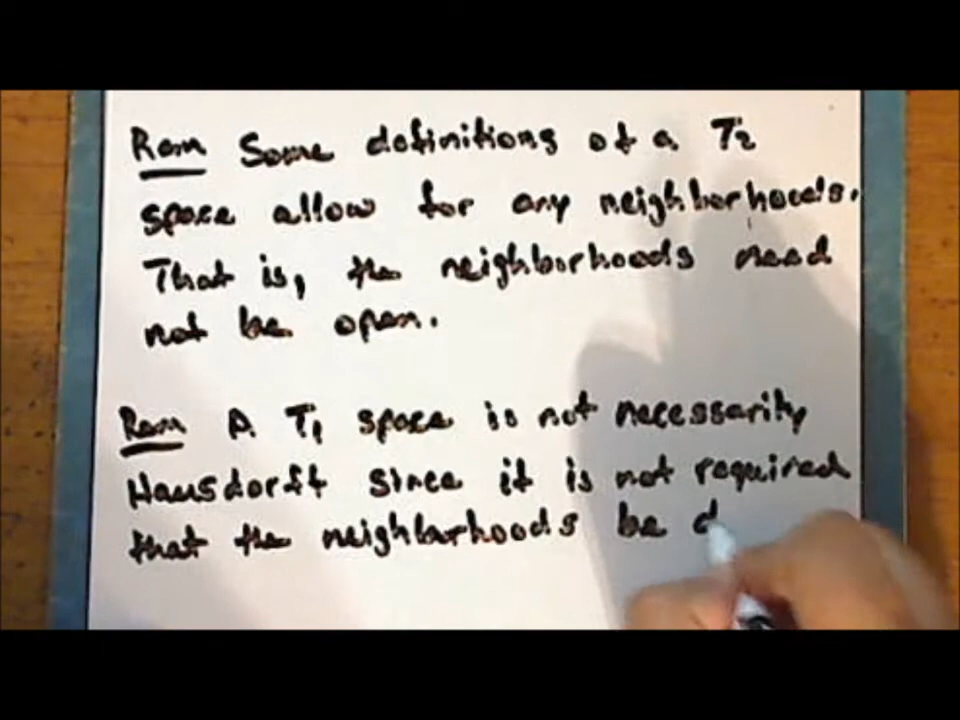 Rem Some definitions of a T2
space allow for any neighborhoods.
That is, the neighborhoods need
not be open.
Rem A T1 space is not necessarily
Hausdorff since it is not required
that the neighborhoods be d